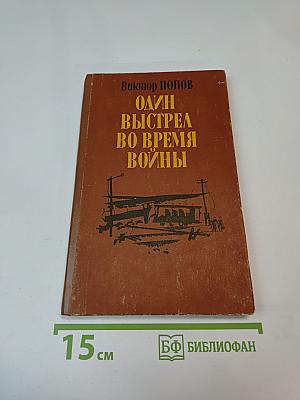 Виктор ПОПОВ
ОДИН
ВЫСТРЕЛ
ВО ВРЕМЯ
ВОЙНЫ
15 см
БФ БИБЛИОФАН